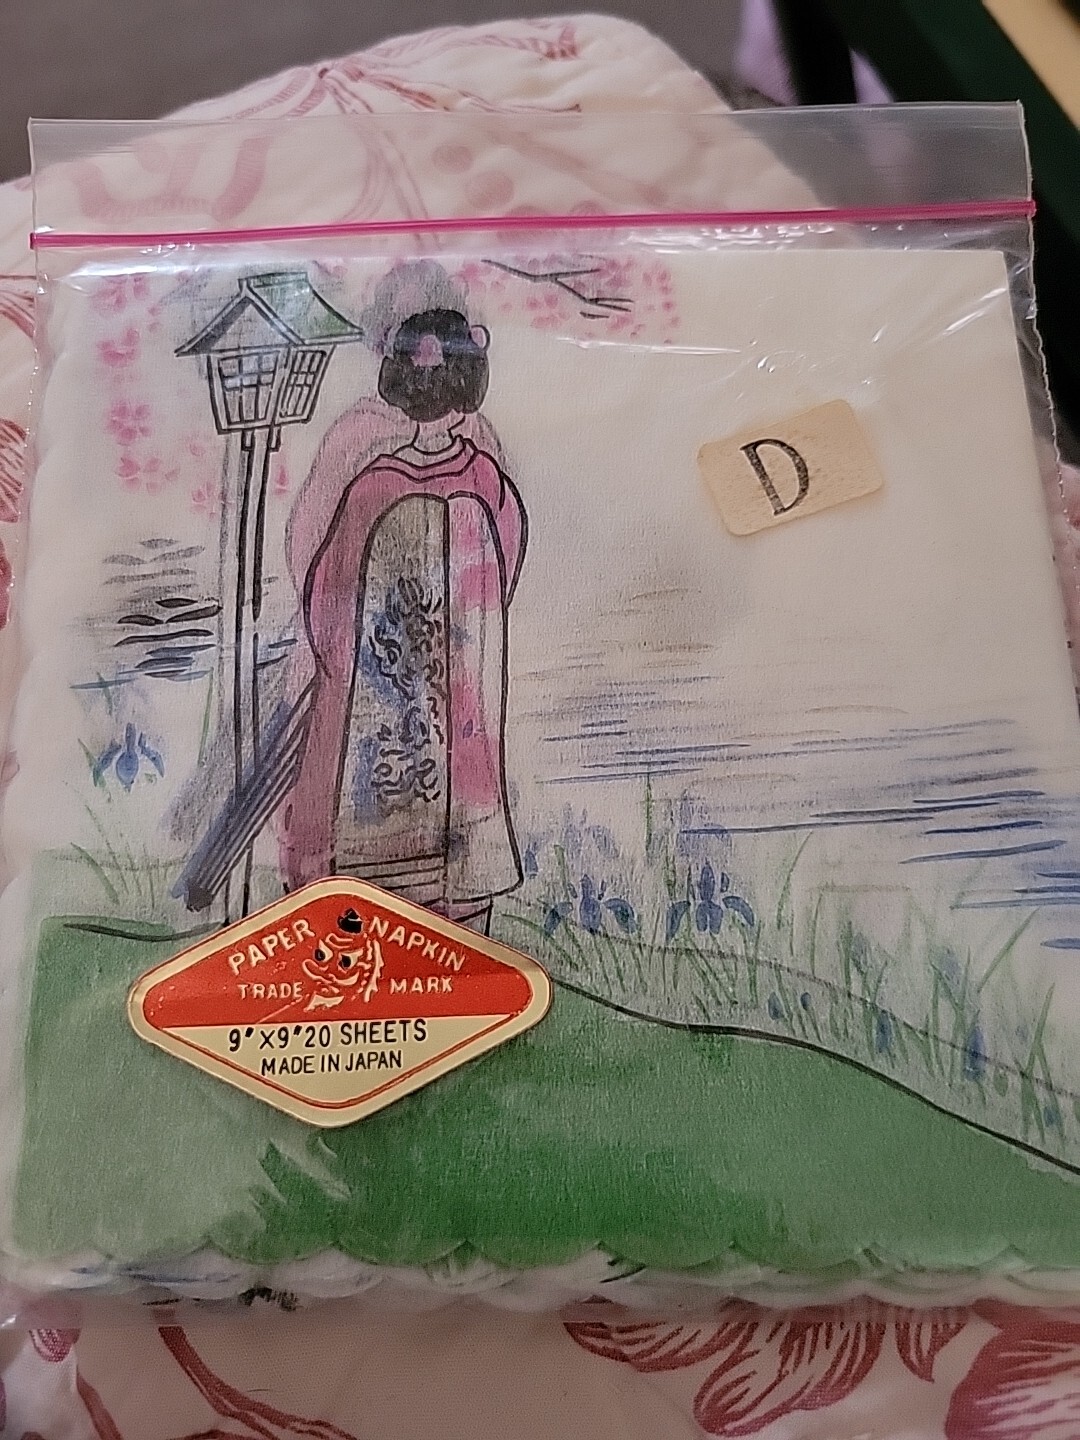 D
PAPER NAPKIN
TRADE MARK
9"X9"20 SHEETS
MADE IN JAPAN